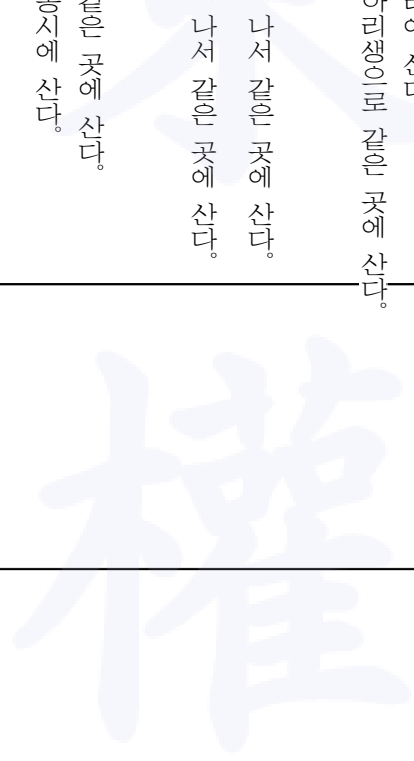 리생으로 같은 곳에 산다.
나서 같은 곳에 산다.
나서 같은 곳에 산다.
같은 곳에 산다.
시에 산다.
權